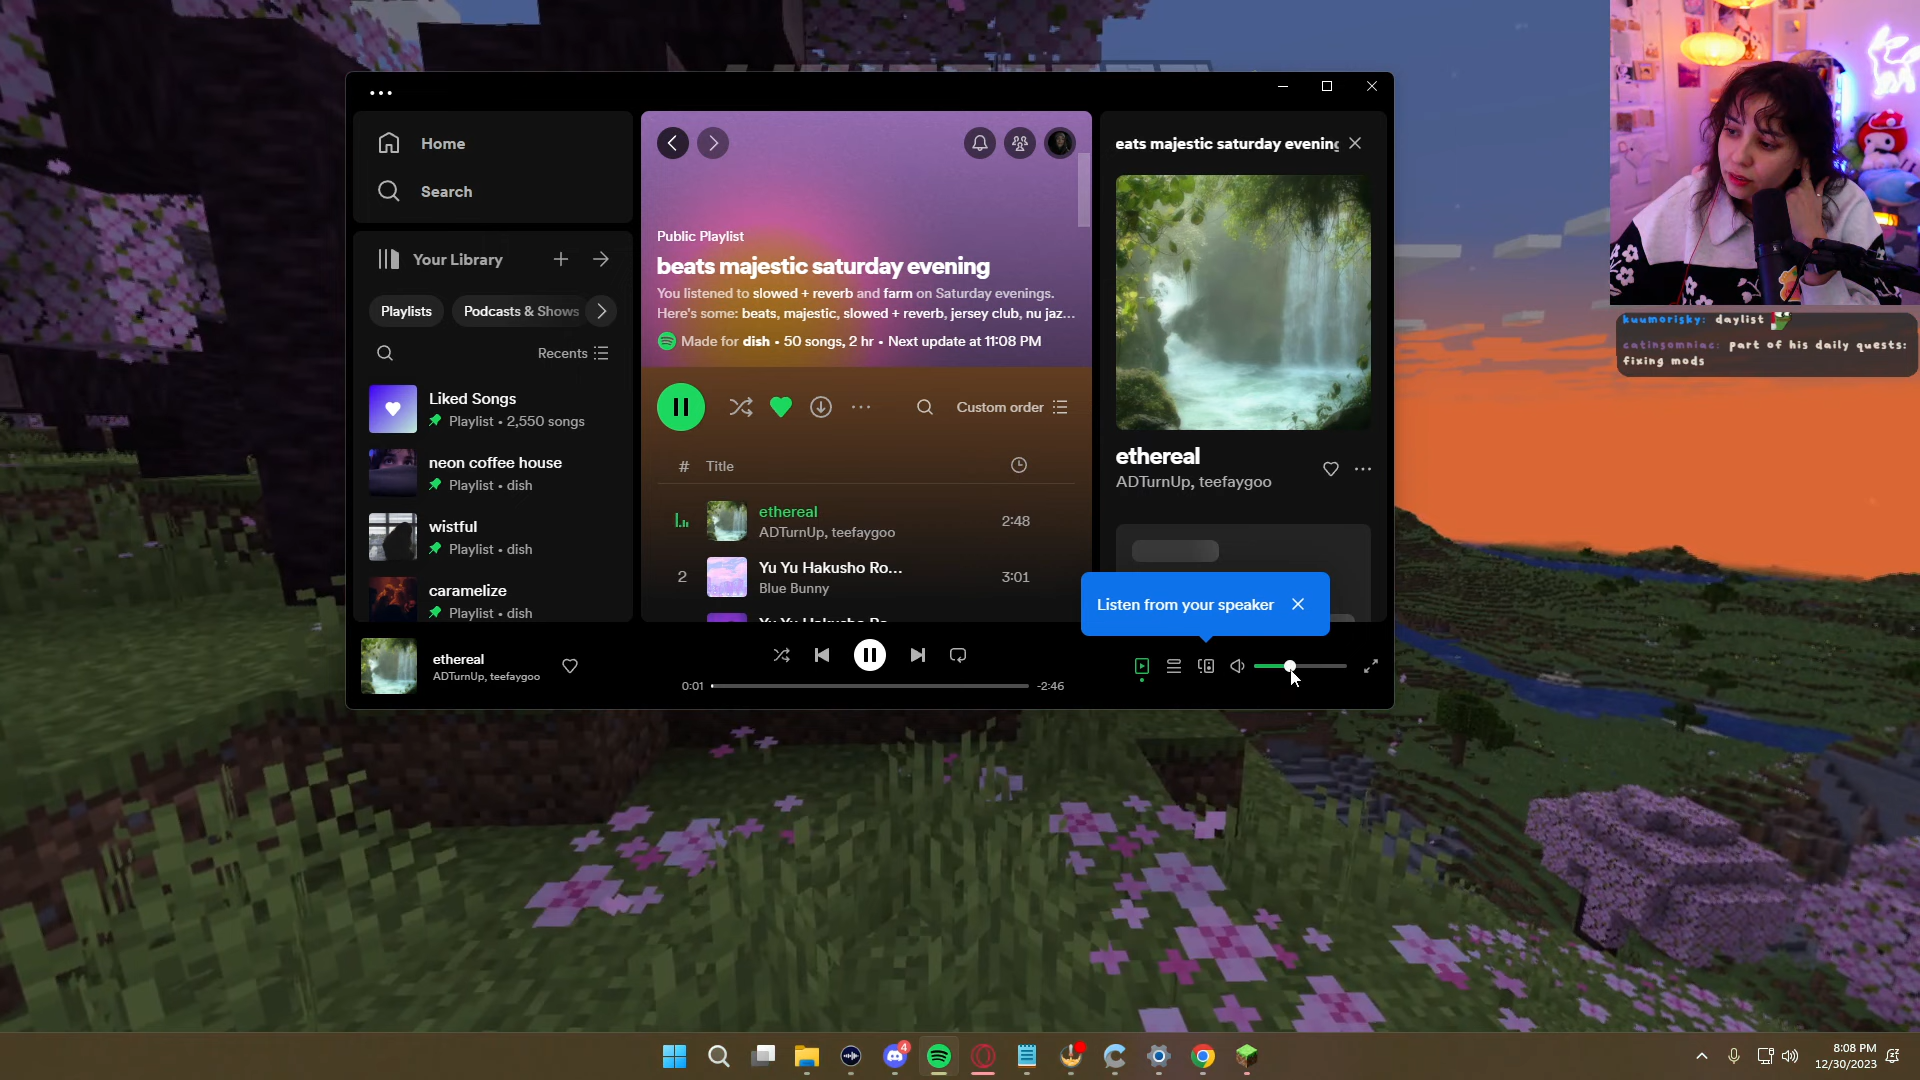 Home
Search
Your Library
Playlists
Podcasts & Shows
Recents
Liked Songs
Playlist • 2,550 songs
neon coffee house
Playlist • dish
wistful
Playlist • dish
caramelize
Playlist • dish
Public Playlist
beats majestic saturday evening
You listened to slowed + reverb and farm on Saturday evenings.
Here's some: beats, majestic, slowed + reverb, jersey club, nu jaz...
Made for dish • 50 songs, 2 hr • Next update at 11:08 PM
Custom order
# Title
ethereal
ADTurnUp, teefaygoo
2:48
2
Yu Yu Hakusho Ro...
Blue Bunny
3:01
eats majestic saturday evening
ethereal
ADTurnUp, teefaygoo
Listen from your speaker
ethereal
ADTurnUp, teefaygoo
0:01
-2:46
kuumorisky: daylist
catinsomniac: part of his daily quests:
fixing mods
4
8:08 PM
12/30/2023